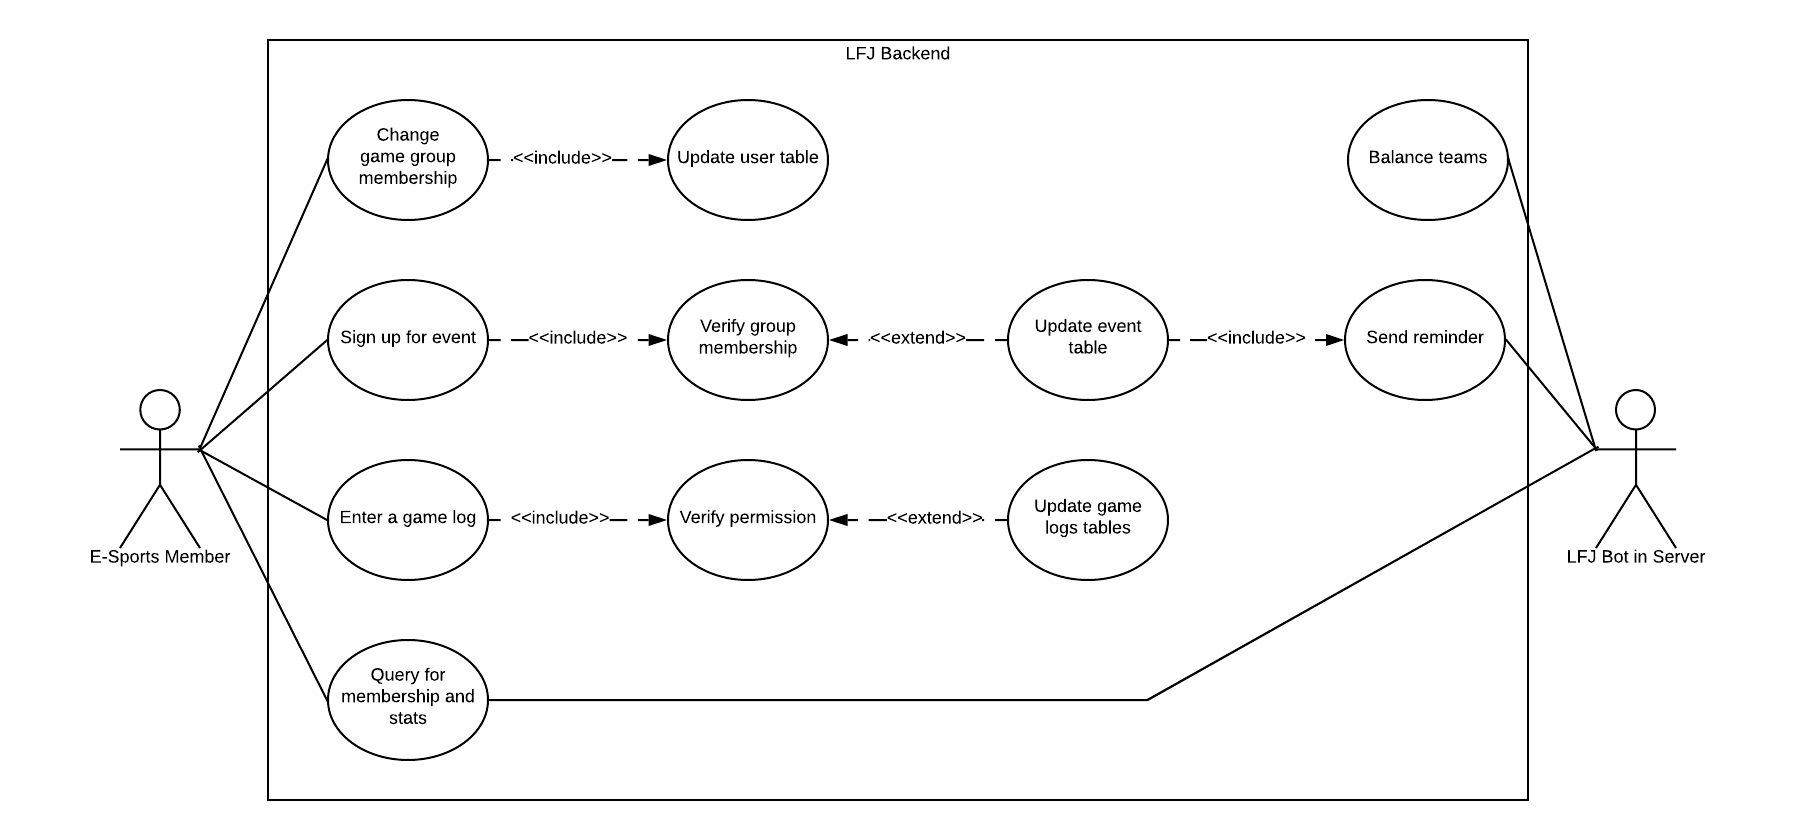 LFJ Backend
Change
game group
membership
<<include>>
Update user table
Balance teams
Sign up for event
<<include>>
Verify group
membership
<<extend>>
Update event
table
<<include>>
Send reminder
Enter a game log
<<include>>
Verify permission
<<extend>>
Update game
logs tables
E-Sports Member
LFJ Bot in Server
Query for
membership and
stats